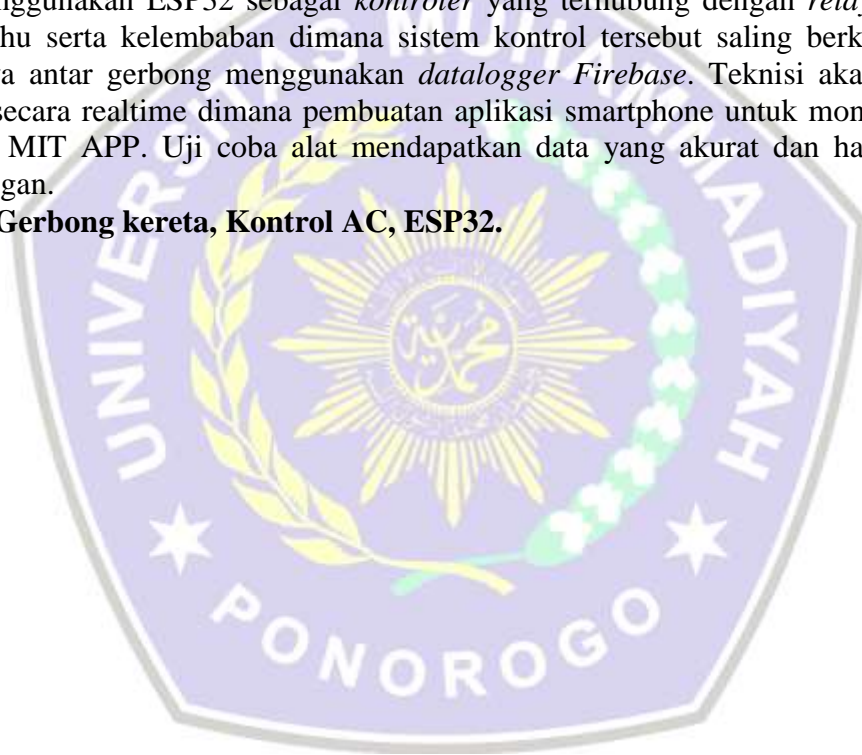 nggunakan ESP32 sebagai kontroler yang terhubung dengan relay
hu serta kelembaban dimana sistem kontrol tersebut saling berk
a antar gerbong menggunakan datalogger Firebase. Teknisi aka
secara realtime dimana pembuatan aplikasi smartphone untuk mon
MIT APP. Uji coba alat mendapatkan data yang akurat dan ha
gan.
Gerbong kereta, Kontrol AC, ESP32.
UNIVERSITAS MUHAMMADIYAH
PONOROGO